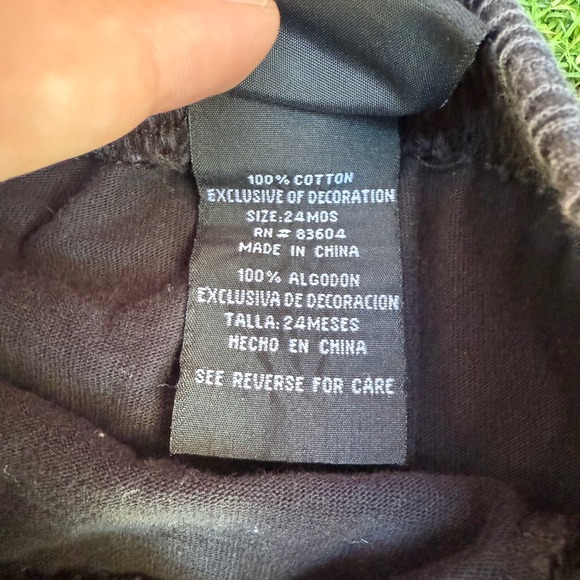 100% COTTON
EXCLUSIVE OF DECORATION
SIZE: 24MOS
RN # 83604
MADE IN CHINA
100% ALGODON
EXCLUSIVA DE DECORACION
TALLA: 24MESES
HECHO EN CHINA
SEE REVERSE FOR CARE